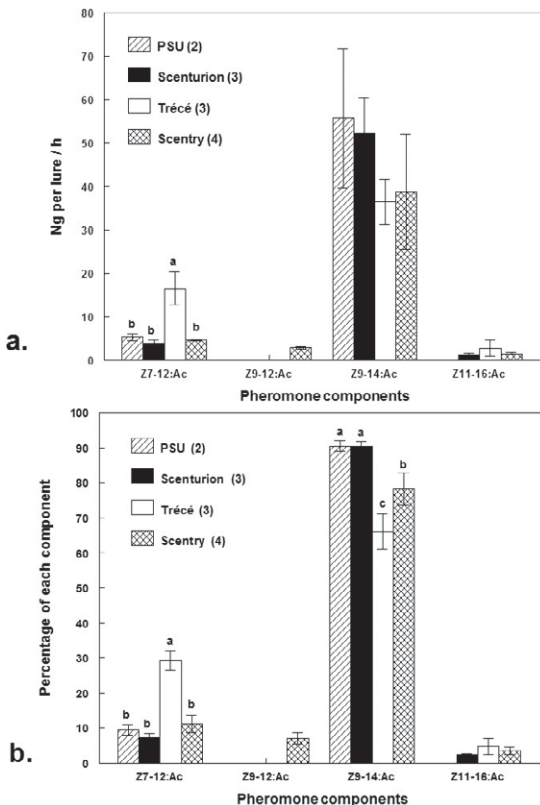 80
70
60
50
40
30
20
10
0
Ng per lure / h
PSU (2)
Scenturion (3)
Trécé (3)
Scentry (4)
b
b
a
b
Z7-12:Ac
Z9-12:Ac
Z9-14:Ac
Z11-16:Ac
Pheromone components
a.
100
90
80
70
60
50
40
30
20
10
0
Percentage of each component
PSU (2)
Scenturion (3)
Trécé (3)
Scentry (4)
b
b
a
b
a
a
c
b
Z7-12:Ac
Z9-12:Ac
Z9-14:Ac
Z11-16:Ac
Pheromone components
b.